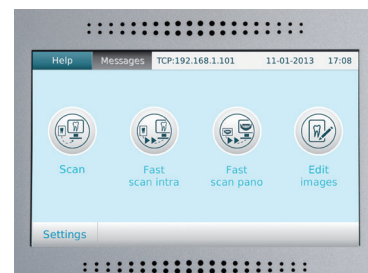 Help Messages TCP:192.168.1.101 11-01-2013 17:08
Scan
Fast
scan intra
Fast
scan pano
Edit
images
Settings